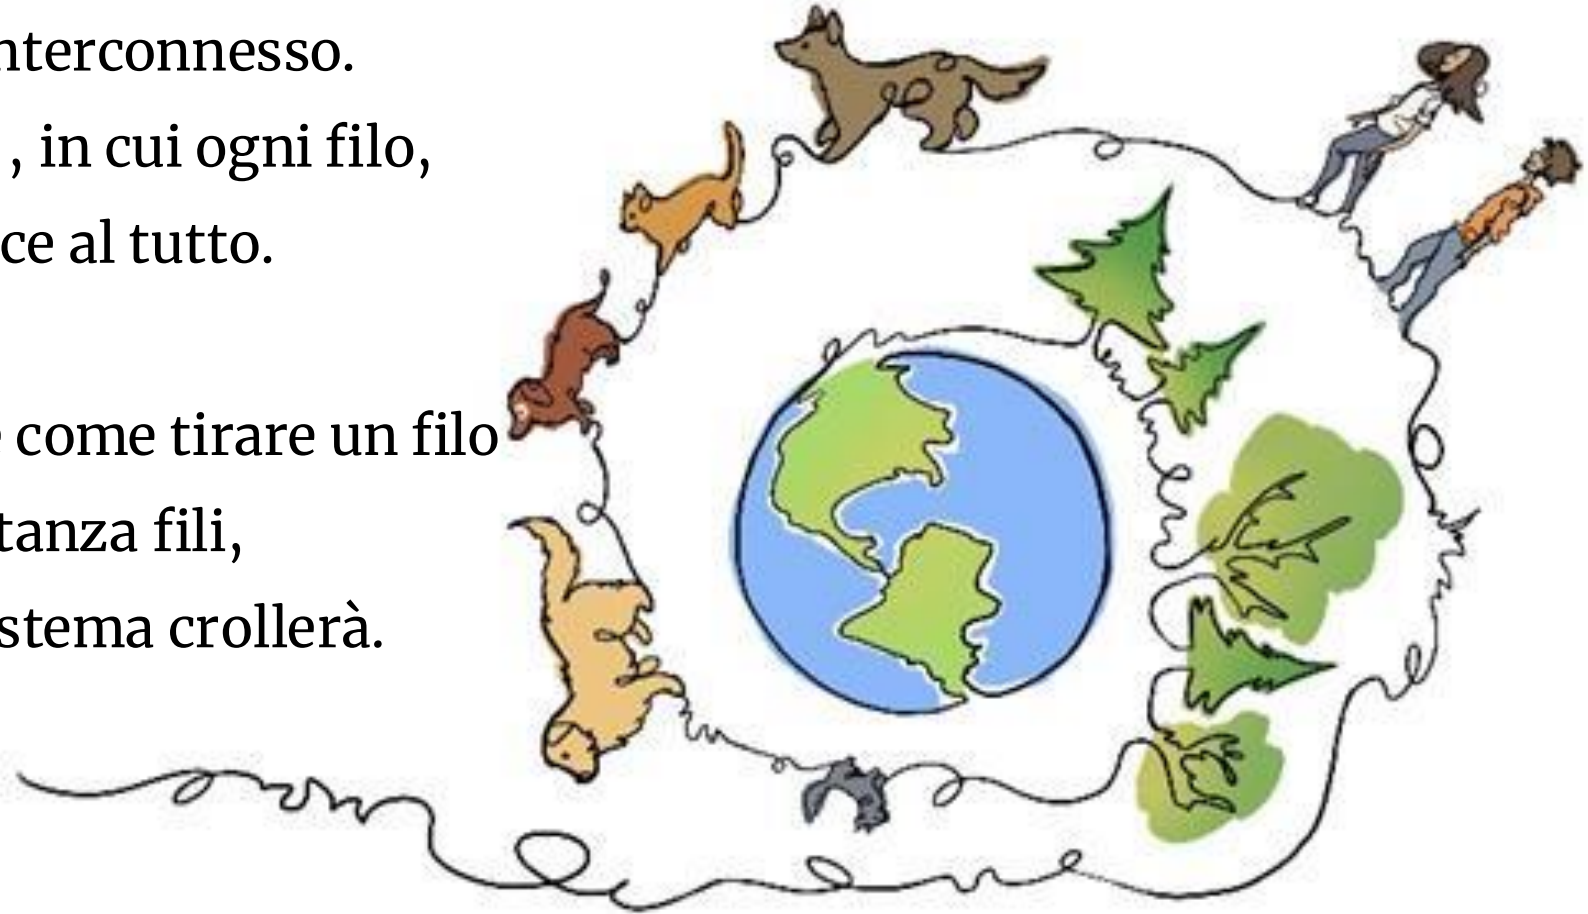 nterconnesso.
, in cui ogni filo,
ce al tutto.
come tirare un filo
tanza fili,
stema crollerà.